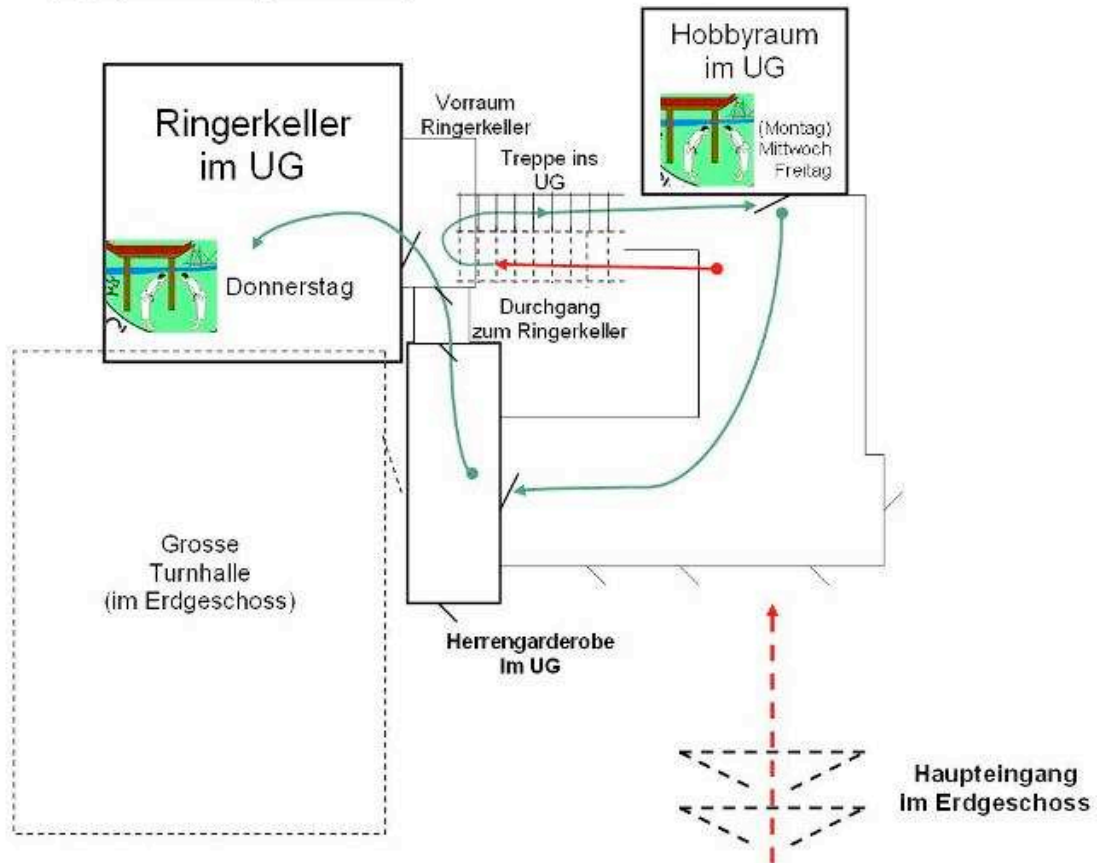 Hobbyraum
im UG
(Montag)
Mittwoch
Freitag
Ringerkeller
im UG
Donnerstag
Vorraum
Ringerkeller
Treppe ins
UG
Durchgang
zum Ringerkeller
Grosse
Turnhalle
(im Erdgeschoss)
Herrengarderobe
im UG
Haupteingang
im Erdgeschoss